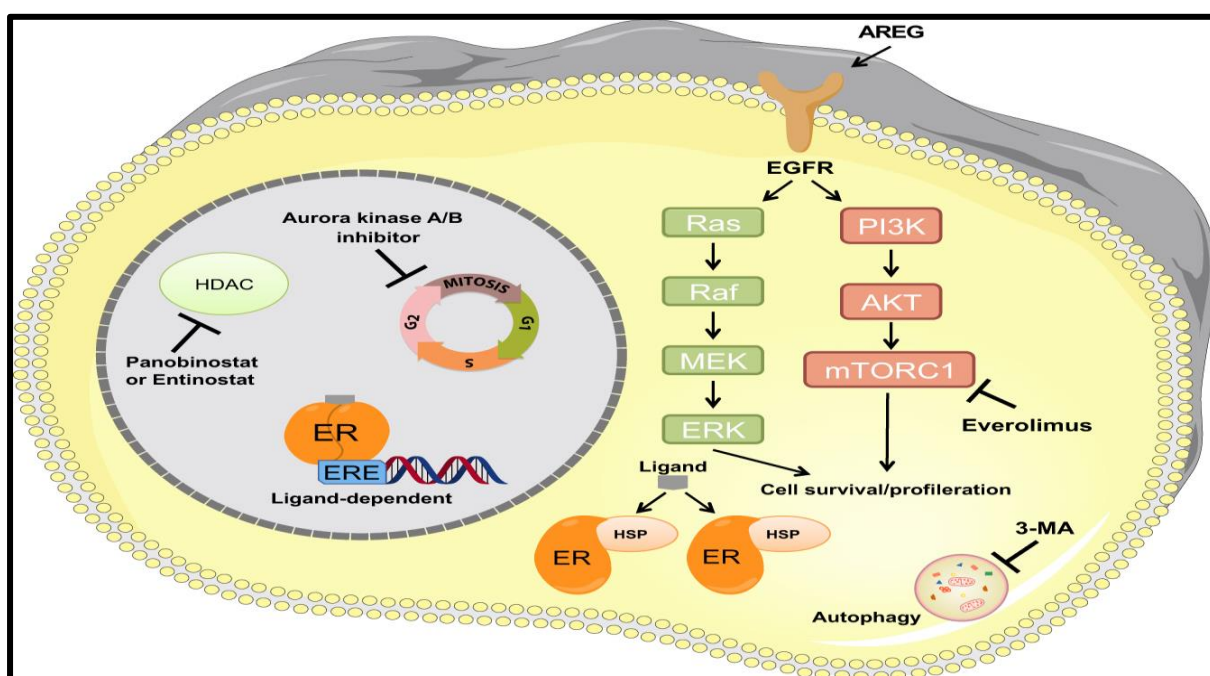 AREG
EGFR
Aurora kinase A/B
inhibitor
HDAC
Panobinostat
or Entinostat
MITOSIS
G1
S
G2
ER
ERE
Ligand-dependent
Ras
Raf
MEK
ERK
PI3K
AKT
mTORC1
Everolimus
Ligand
Cell survival/profileration
HSP
ER
HSP
ER
3-MA
Autophagy